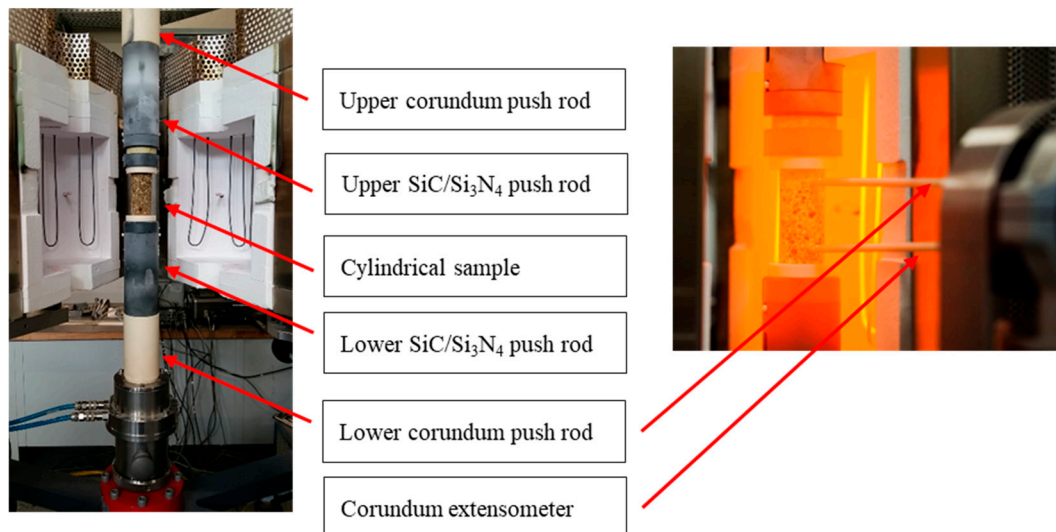 Upper corundum push rod
Upper SiC/Si₃N₄ push rod
Cylindrical sample
Lower SiC/Si₃N₄ push rod
Lower corundum push rod
Corundum extensometer